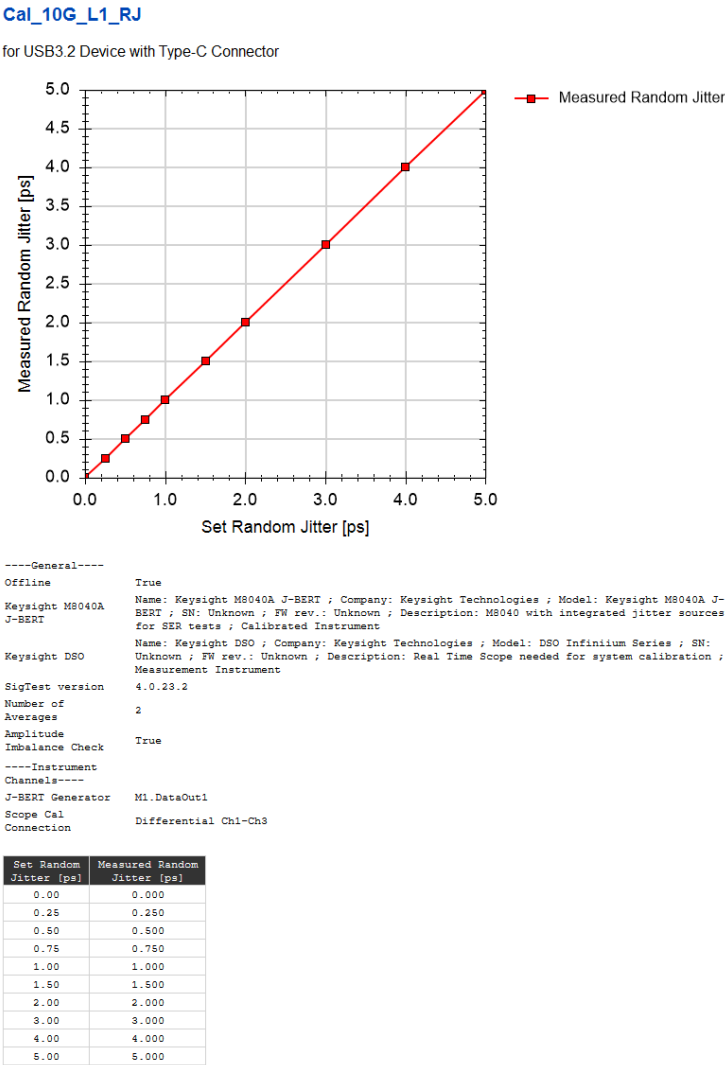 Cal_10G_L1_RJ
for USB3.2 Device with Type-C Connector
Measured Random Jitter
5.0
4.5
4.0
3.5
3.0
2.5
2.0
1.5
1.0
0.5
0.0
Measured Random Jitter [ps]
0.0 1.0 2.0 3.0 4.0 5.0
Set Random Jitter [ps]
----General----
Offline True
Keysight M8040A
J-BERT
Name: Keysight M8040A J-BERT ; Company: Keysight Technologies ; Model: Keysight M8040A J-
BERT ; SN: Unknown ; FW rev.: Unknown ; Description: M8040 with integrated jitter sources
for SER tests ; Calibrated Instrument
Keysight DSO
Name: Keysight DSO ; Company: Keysight Technologies ; Model: DSO Infiniium Series ; SN:
Unknown ; FW rev.: Unknown ; Description: Real Time Scope needed for system calibration ;
Measurement Instrument
SigTest version 4.0.23.2
Number of
Averages
2
Amplitude
Imbalance Check
True
----Instrument
Channels----
J-BERT Generator M1.DataOut1
Scope Cal
Connection
Differential Ch1-Ch3
Set Random
Jitter [ps]
Measured Random
Jitter [ps]
0.00 0.000
0.25 0.250
0.50 0.500
0.75 0.750
1.00 1.000
1.50 1.500
2.00 2.000
3.00 3.000
4.00 4.000
5.00 5.000